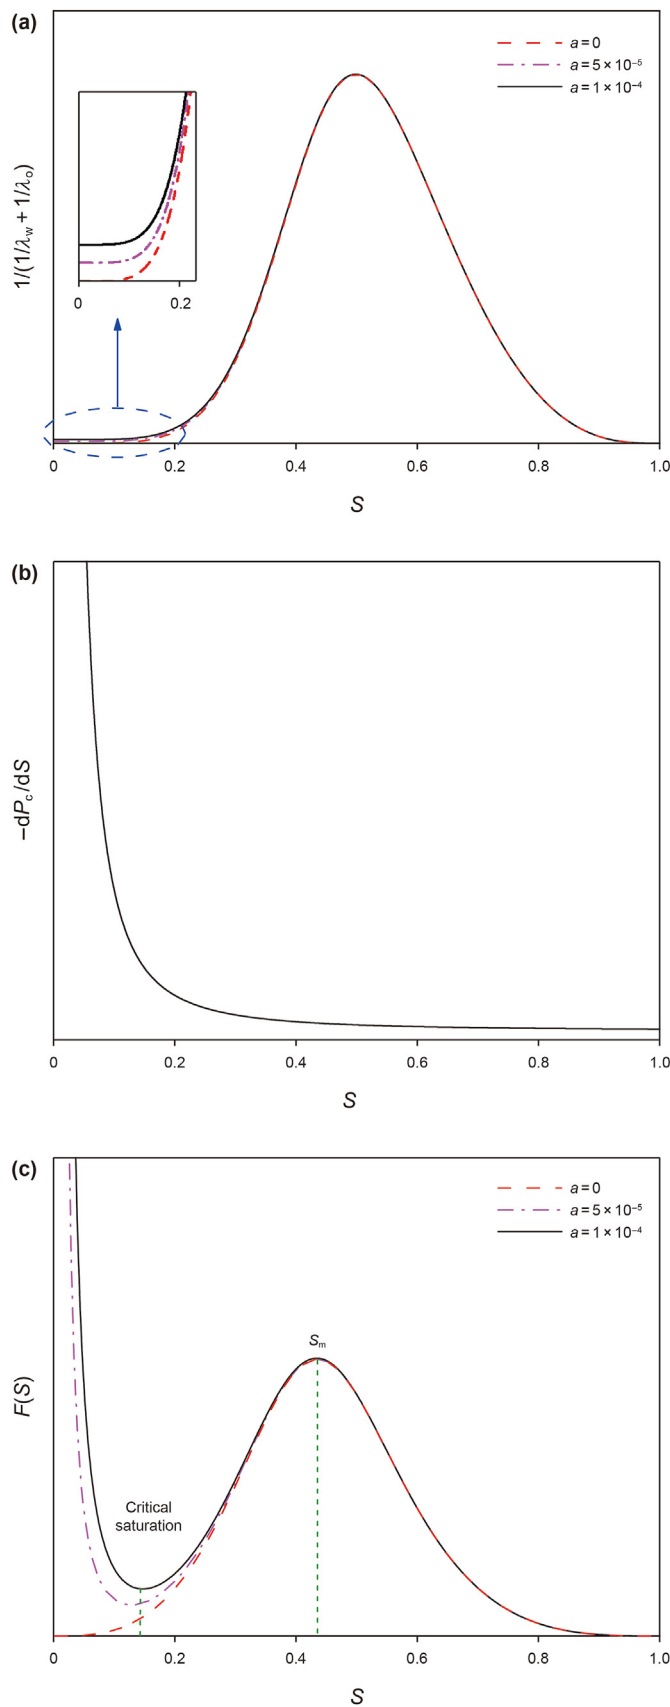 (a)
a = 0
a = 5 × 10⁻⁵
a = 1 × 10⁻⁴
1/(1/λw + 1/λo)
0 0.2
0 0.2 0.4 0.6 0.8 1.0
S
(b)
–dPc/dS
0 0.2 0.4 0.6 0.8 1.0
S
(c)
a = 0
a = 5 × 10⁻⁵
a = 1 × 10⁻⁴
Sm
F(S)
Critical
saturation
0 0.2 0.4 0.6 0.8 1.0
S